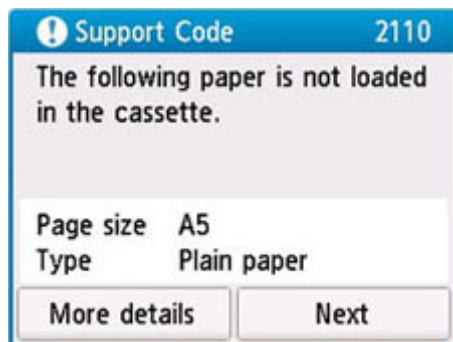 Support Code 2110
The following paper is not loaded
in the cassette.
Page size A5
Type Plain paper
More details Next